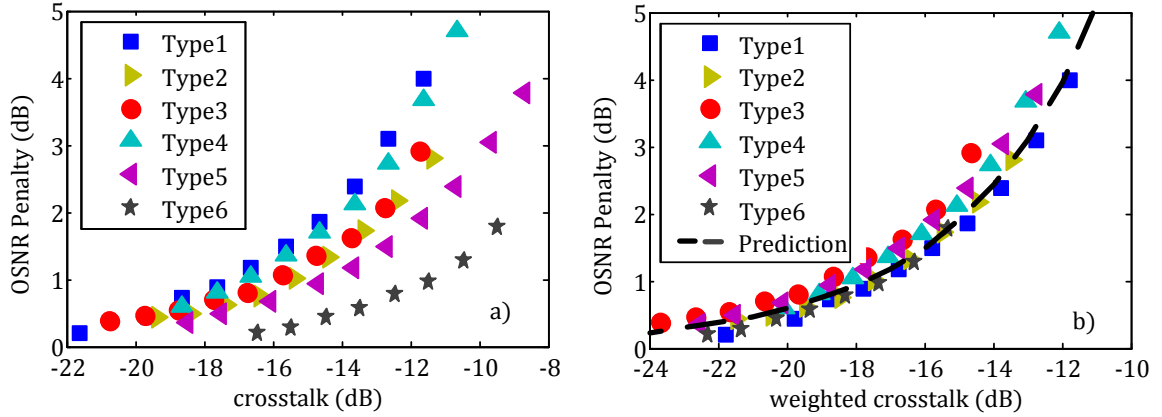 5
4
3
2
1
0
OSNR Penalty (dB)
Type1
Type2
Type3
Type4
Type5
Type6
a)
-22 -20 -18 -16 -14 -12 -10 -8
crosstalk (dB)
5
4
3
2
1
0
OSNR Penalty (dB)
Type1
Type2
Type3
Type4
Type5
Type6
Prediction
b)
-24 -22 -20 -18 -16 -14 -12 -10
weighted crosstalk (dB)